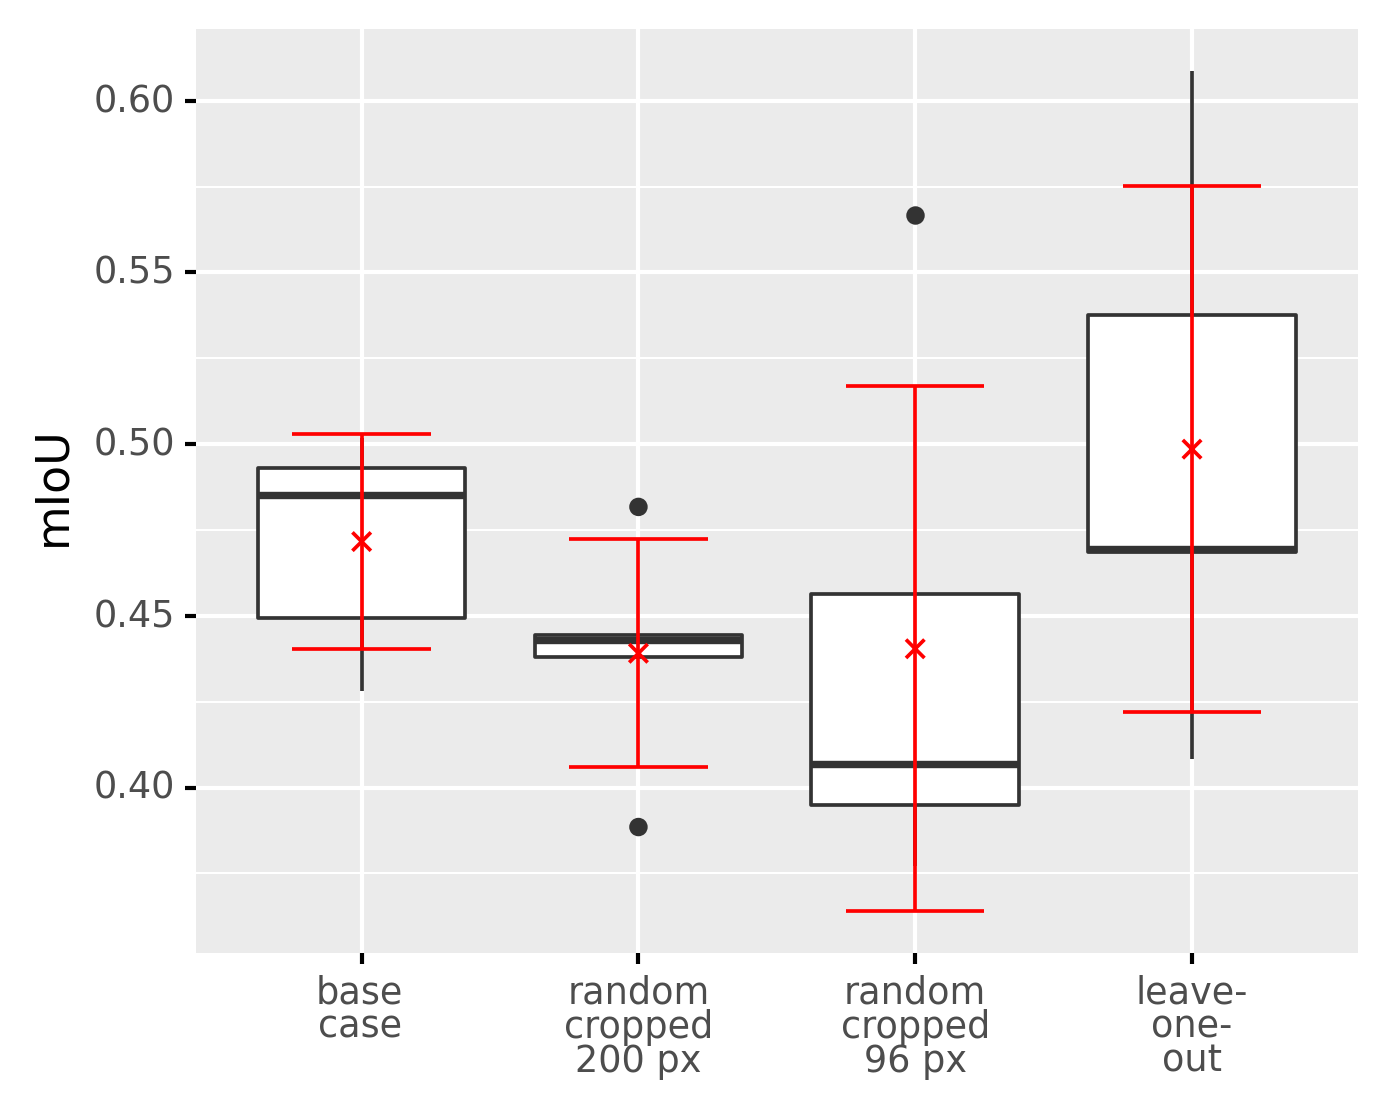 0.60
0.55
0.50
0.45
0.40
mIoU
base
case
random
cropped
200 px
random
cropped
96 px
leave-
one-
out